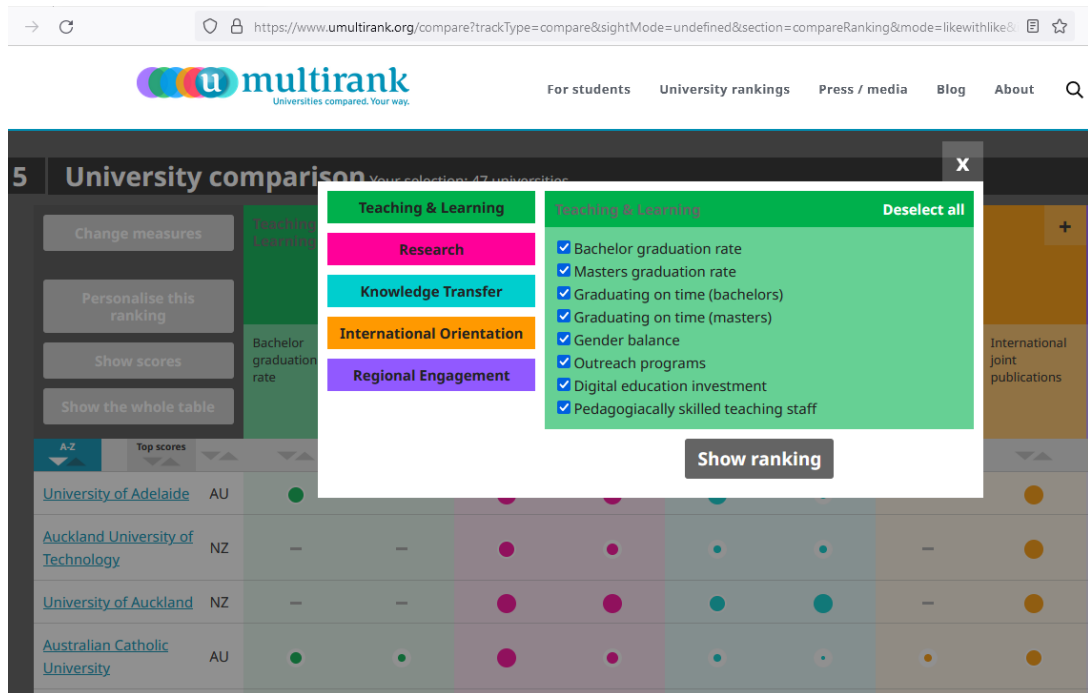 https://www.umultirank.org/compare?trackType=compare&sightMode=undefined&section=compareRanking&mode=likewithlike&
u multirank
Universities compared. Your way.
For students University rankings Press / media Blog About
5 University comparison Your selection: 47 universities
X
Change measures
Personalise this
ranking
Show scores
Show the whole table
Teaching
Learning
Bachelor
graduation
rate
Teaching & Learning
Research
Knowledge Transfer
International Orientation
Regional Engagement
Teaching & Learning Deselect all
Bachelor graduation rate
Masters graduation rate
Graduating on time (bachelors)
Graduating on time (masters)
Gender balance
Outreach programs
Digital education investment
Pedagogiacally skilled teaching staff
Show ranking
+
International
joint
publications
A-Z Top scores
University of Adelaide AU
Auckland University of
Technology NZ
University of Auckland NZ
Australian Catholic
University AU